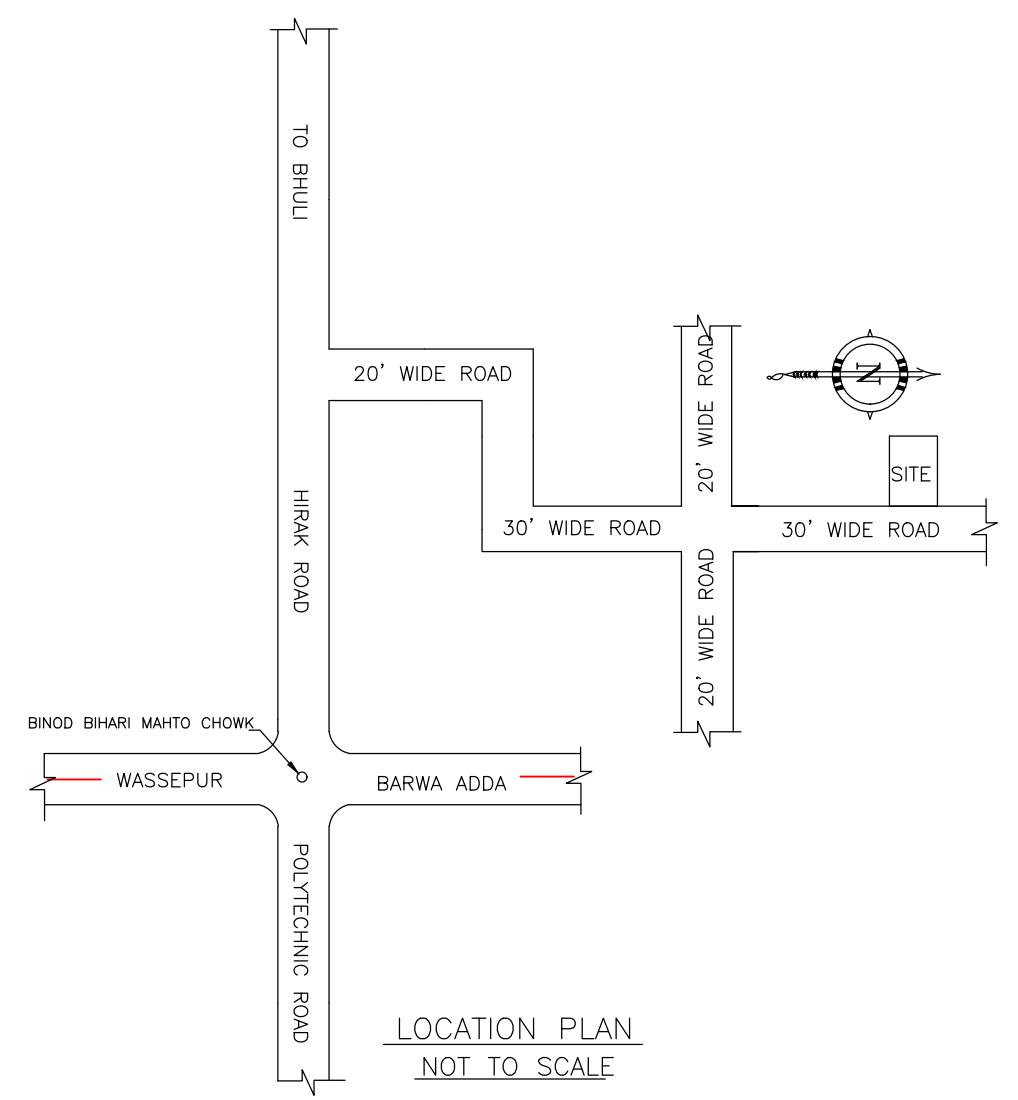 TO BHULI
20' WIDE ROAD
20' WIDE ROAD
N
SITE
HIRAK ROAD
30' WIDE ROAD
30' WIDE ROAD
20' WIDE ROAD
BINOD BIHARI MAHTO CHOWK
WASSEPUR
BARWA ADDA
POLYTECHNIC ROAD
LOCATION PLAN
NOT TO SCALE